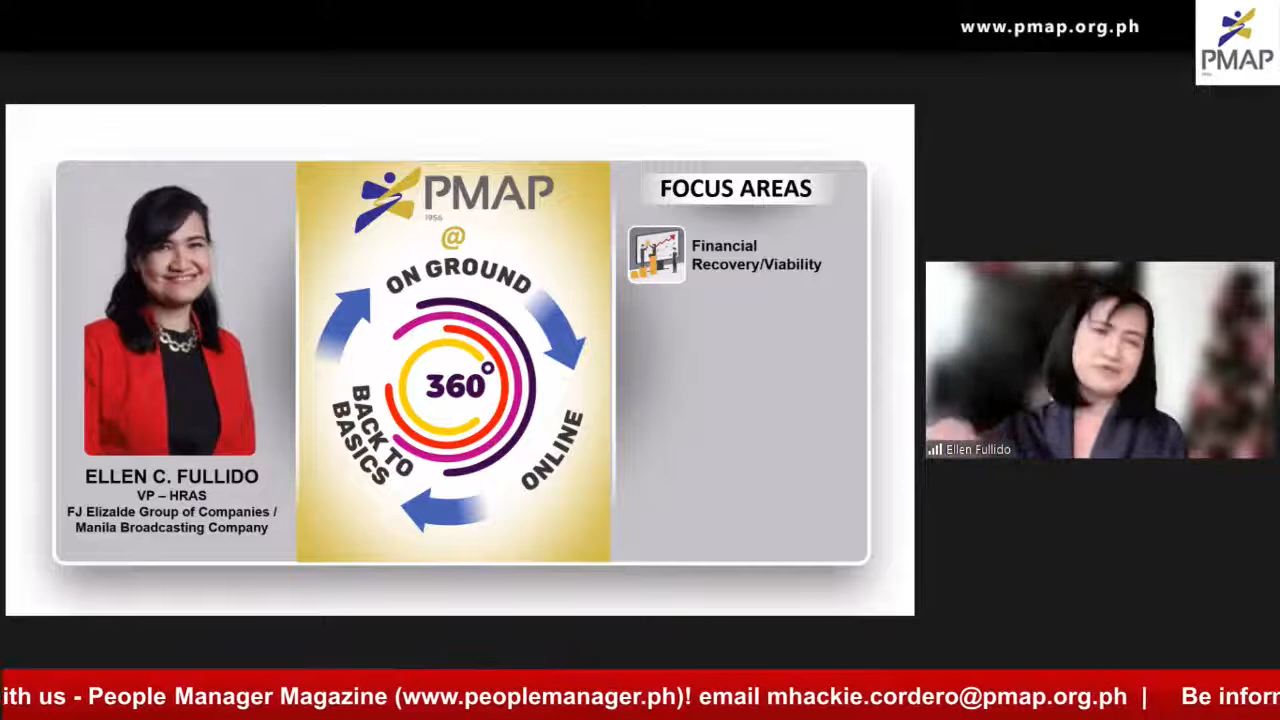 www.pmap.org.ph
PMAP
PMAP
1956
@
ON GROUND
360°
BACK TO
BASICS
ONLINE
FOCUS AREAS
Financial
Recovery/Viability
ELLEN C. FULLIDO
VP – HRAS
FJ Elizalde Group of Companies /
Manila Broadcasting Company
Ellen Fullido
ith us - People Manager Magazine (www.peoplemanager.ph)! email mhackie.cordero@pmap.org.ph | Be inforr